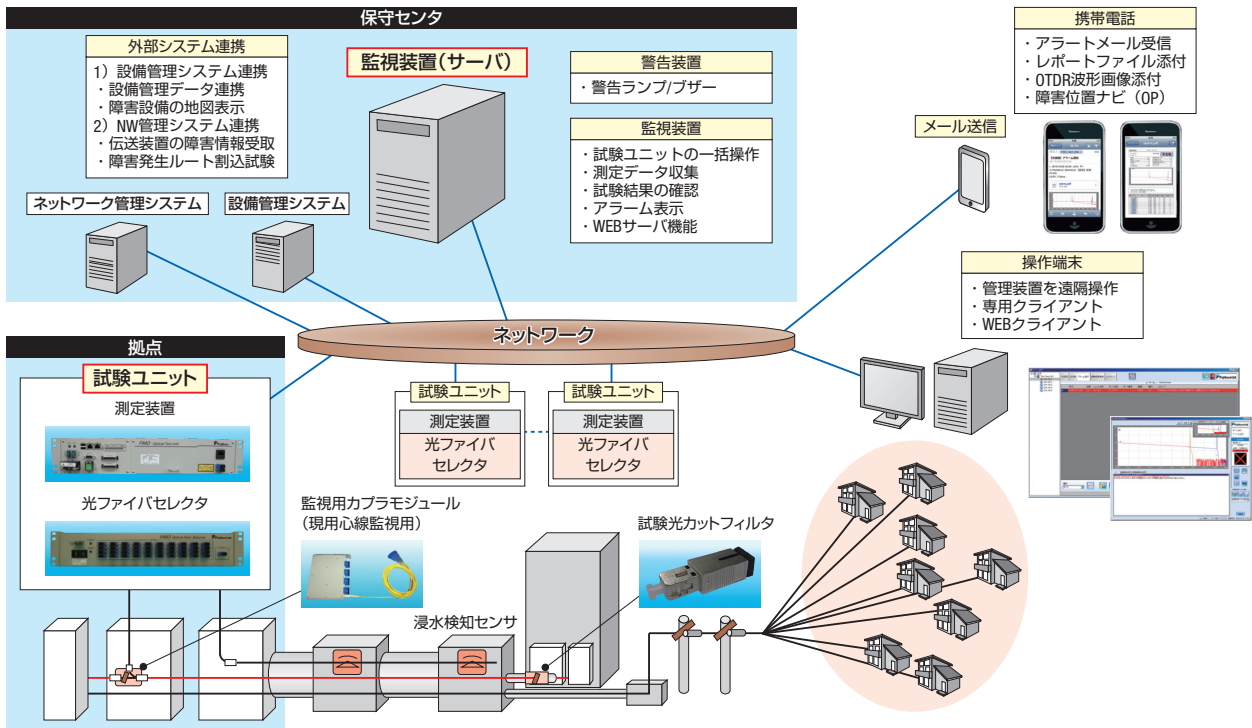 保守センタ
外部システム連携
1）設備管理システム連携
・設備管理データ連携
・障害設備の地図表示
2）NW管理システム連携
・伝送装置の障害情報受取
・障害発生ルート割込試験
監視装置（サーバ）
警告装置
・警告ランプ/ブザー
監視装置
・試験ユニットの一括操作
・測定データ収集
・試験結果の確認
・アラーム表示
・WEBサーバ機能
ネットワーク管理システム
設備管理システム
携帯電話
・アラートメール受信
・レポートファイル添付
・OTDR波形画像添付
・障害位置ナビ（OP）
メール送信
操作端末
・管理装置を遠隔操作
・専用クライアント
・WEBクライアント
ネットワーク
拠点
試験ユニット
測定装置
光ファイバセレクタ
試験ユニット
測定装置
光ファイバ
セレクタ
試験ユニット
測定装置
光ファイバ
セレクタ
監視用カプラモジュール
（現用心線監視用）
試験光カットフィルタ
浸水検知センサ